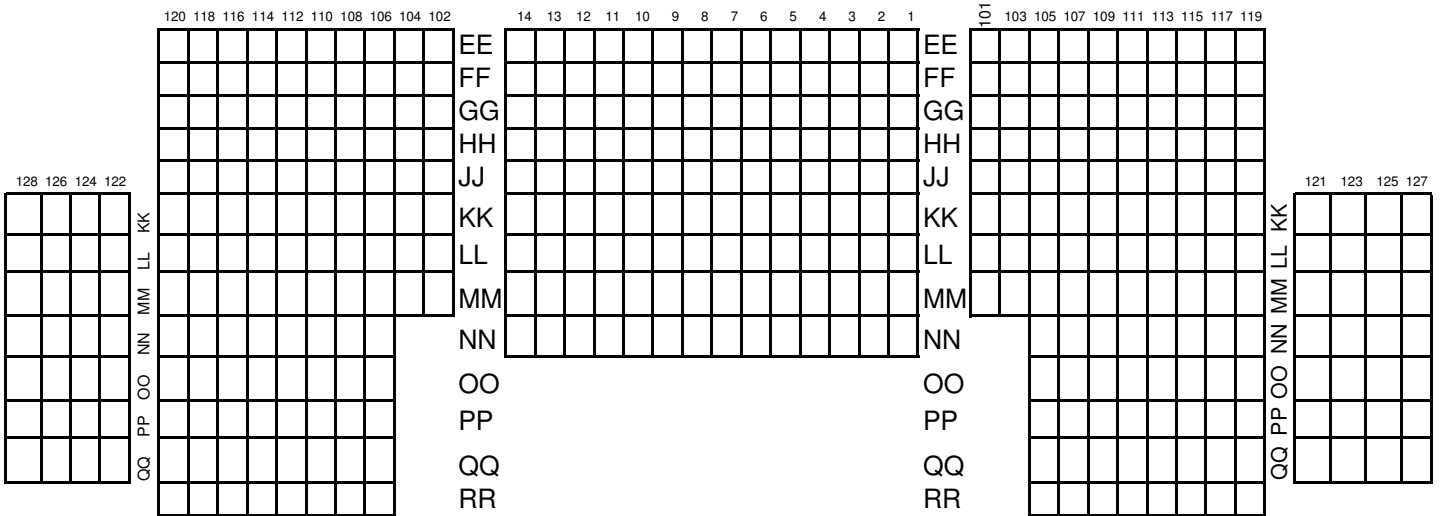 120 118 116 114 112 110 108 106 104 102 14 13 12 11 10 9 8 7 6 5 4 3 2 1 101 103 105 107 109 111 113 115 117 119
EE EE
FF FF
GG GG
HH HH
JJ JJ
128 126 124 122 121 123 125 127
KK KK KK KK
LL LL LL LL
MM MM MM MM
NN NN NN NN
OO OO OO OO
PP PP PP PP
QQ QQ QQ QQ
RR RR